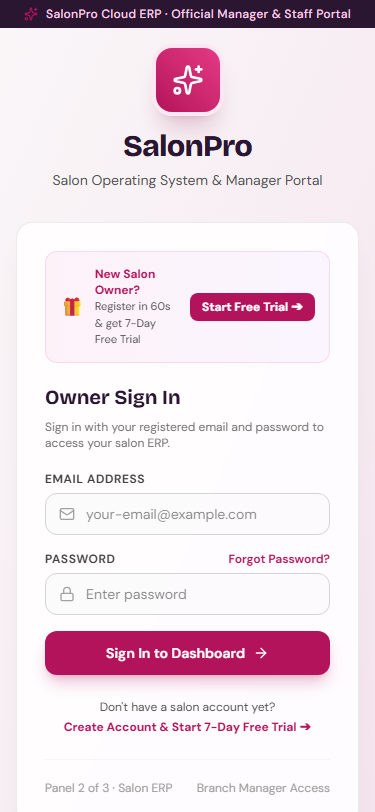 SalonPro Cloud ERP · Official Manager & Staff Portal
SalonPro
Salon Operating System & Manager Portal
New Salon
Owner?
Register in 60s
& get 7-Day
Free Trial
Start Free Trial ➔
Owner Sign In
Sign in with your registered email and password to
access your salon ERP.
EMAIL ADDRESS
your-email@example.com
PASSWORD
Forgot Password?
Enter password
Sign In to Dashboard →
Don't have a salon account yet?
Create Account & Start 7-Day Free Trial ➔
Panel 2 of 3 · Salon ERP
Branch Manager Access